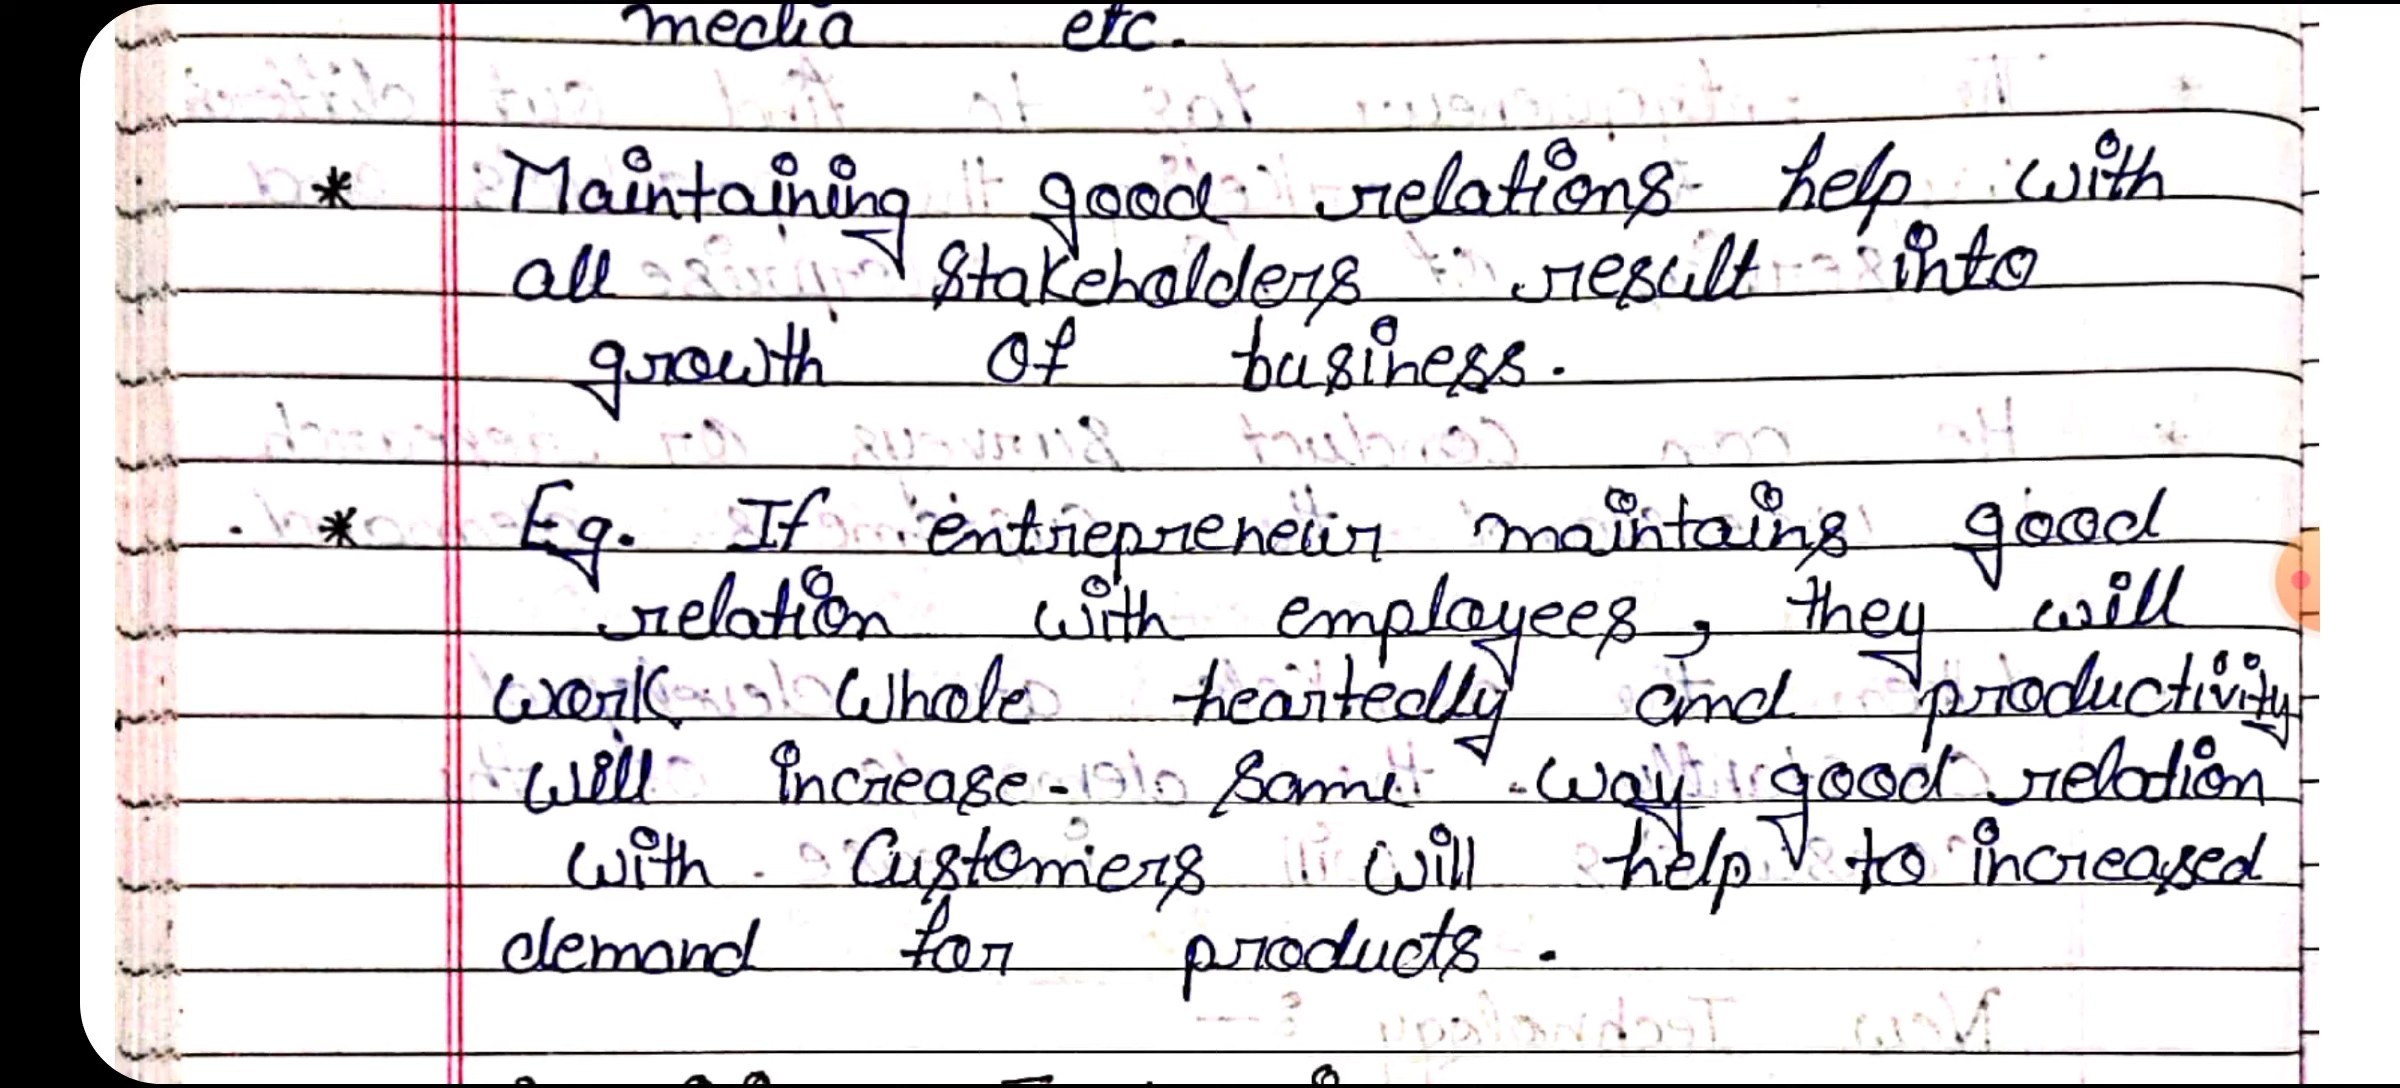 media etc.
* Maintaining good relations help with
all stakeholders result into
growth of business.
* Eg. If entrepreneur maintains good
relation with employees, they will
work whole heartedly and productivity
will increase. Same way good relation
with customers will help to increased
demand for products.